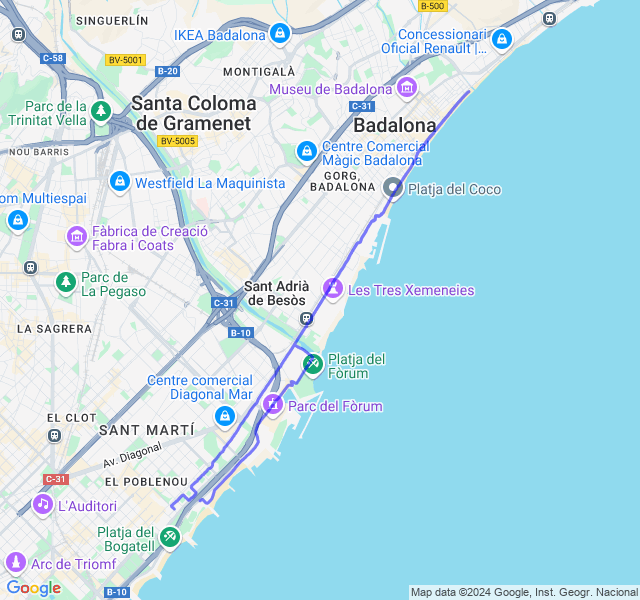 SINGUERLÍN
B-500
IKEA Badalona
Concessionari
Oficial Renault |...
C-58
BV-5001
B-20
MONTIGALÀ
Museu de Badalona
Parc de la
Trinitat Vella
Santa Coloma
de Gramenet
C-31
Badalona
BV-5005
NOU BARRIS
Centre Comercial
Màgic Badalona
om Multiespai
Westfield La Maquinista
GORG,
BADALONA
Platja del Coco
Fàbrica de Creació
Fabra i Coats
Parc de
La Pegaso
Sant Adrià
de Besòs
Les Tres Xemeneies
C-31
LA SAGRERA
B-10
Platja del
Fòrum
Centre comercial
Diagonal Mar
Parc del Fòrum
EL CLOT
SANT MARTÍ
Av. Diagonal
C-31
EL POBLENOU
L'Auditori
Platja del
Bogatell
Arc de Triomf
B-10
Google
Map data ©2024 Google, Inst. Geogr. Nacional